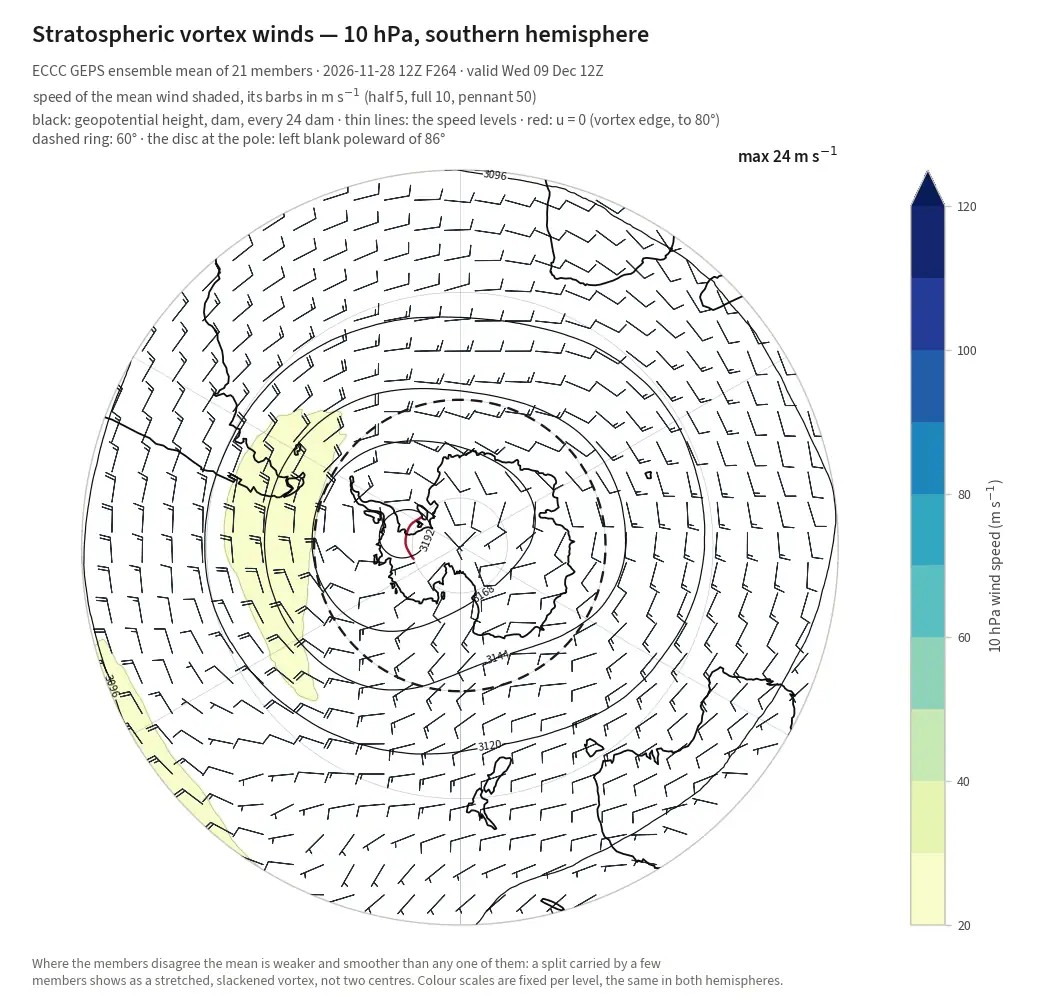 Stratospheric vortex winds — 10 hPa, southern hemisphere
ECCC GEPS ensemble mean of 21 members · 2026-11-28 12Z F264 · valid Wed 09 Dec 12Z
speed of the mean wind shaded, its barbs in m s⁻¹ (half 5, full 10, pennant 50)
black: geopotential height, dam, every 24 dam · thin lines: the speed levels · red: u = 0 (vortex edge, to 80°)
dashed ring: 60° · the disc at the pole: left blank poleward of 86°
max 24 m s⁻¹
3096
120
100
80
60
40
20
10 hPa wind speed (m s⁻¹)
3192
3168
3144
3096
3120
Where the members disagree the mean is weaker and smoother than any one of them: a split carried by a few
members shows as a stretched, slackened vortex, not two centres. Colour scales are fixed per level, the same in both hemispheres.